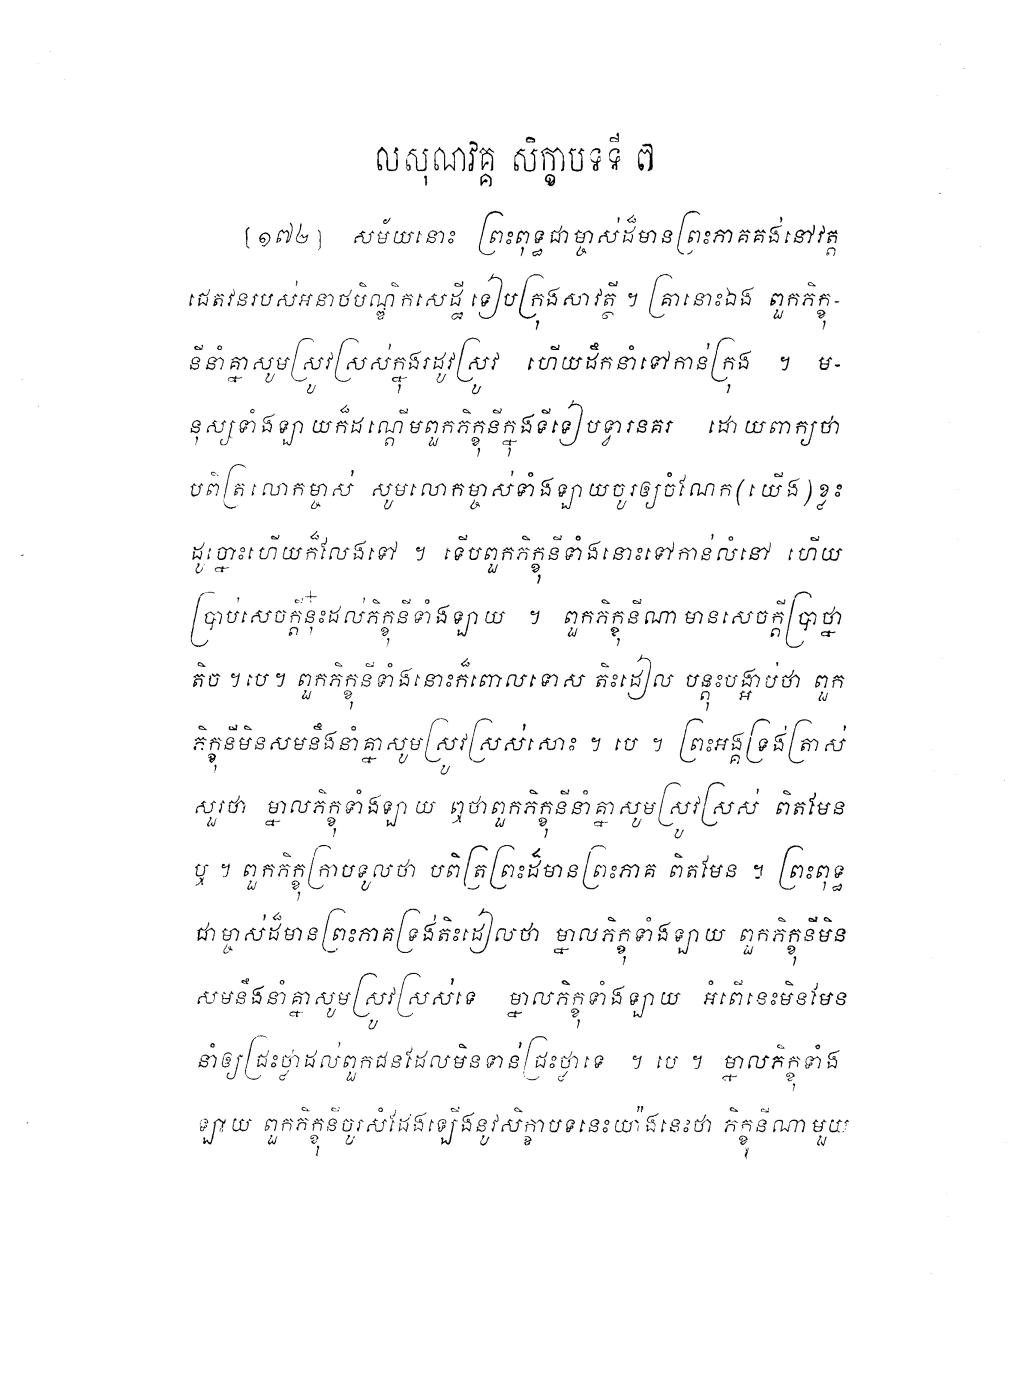 លសុណវគ្គ សិក្ខាបទទី ៧
[១៧២] សម័យនោះ ព្រះពុទ្ធជាម្ចាស់ដ៏មានព្រះភាគគង់នៅវត្ត
ជេតវនរបស់អនាថបិណ្ឌិកសេដ្ឋី ទៀបក្រុងសាវត្ថី ។ គ្រានោះឯង ពួកភិក្ខុ-
នីនាំគ្នាសូមស្រូវស្រស់ក្នុងរដូវស្រូវ ហើយដឹកនាំទៅកាន់ក្រុង ។ ម-
នុស្សទាំងឡាយក៏ដណ្តើមពួកភិក្ខុនីក្នុងទីទៀបទ្វារនគរ ដោយពាក្យថា
បពិត្រលោកម្ចាស់ សូមលោកម្ចាស់ទាំងឡាយចូរឲ្យចំណែក(យើង)ខ្លះ
ដូច្នោះហើយក៏លែងទៅ ។ ទើបពួកភិក្ខុនីទាំងនោះទៅកាន់លំនៅ ហើយ
ប្រាប់សេចក្តីនុ៎ះដល់ភិក្ខុនីទាំងឡាយ ។ ពួកភិក្ខុនីណាមានសេចក្តីប្រាថ្នា
តិច ។ បេ ។ ពួកភិក្ខុនីទាំងនោះក៏ពោលទោស តិះដៀល បន្តុះបង្អាប់ថា ពួក
ភិក្ខុនីមិនសមនឹងនាំគ្នាសូមស្រូវស្រស់សោះ ។ បេ ។ ព្រះអង្គទ្រង់ត្រាស់
សួរថា ម្នាលភិក្ខុទាំងឡាយ ឮថាពួកភិក្ខុនីនាំគ្នាសូមស្រូវស្រស់ ពិតមែន
ឬ ។ ពួកភិក្ខុក្រាបទូលថា បពិត្រព្រះដ៏មានព្រះភាគ ពិតមែន ។ ព្រះពុទ្ធ
ជាម្ចាស់ដ៏មានព្រះភាគទ្រង់តិះដៀលថា ម្នាលភិក្ខុទាំងឡាយ ពួកភិក្ខុនីមិន
សមនឹងនាំគ្នាសូមស្រូវស្រស់ទេ ម្នាលភិក្ខុទាំងឡាយ អំពើនេះមិនមែន
នាំឲ្យជ្រះថ្លាដល់ពួកជនដែលមិនទាន់ជ្រះថ្លាទេ ។ បេ ។ ម្នាលភិក្ខុទាំង
ឡាយ ពួកភិក្ខុនីចូរសំដែងឡើងនូវសិក្ខាបទនេះយ៉ាងនេះថា ភិក្ខុនីណាមួយ